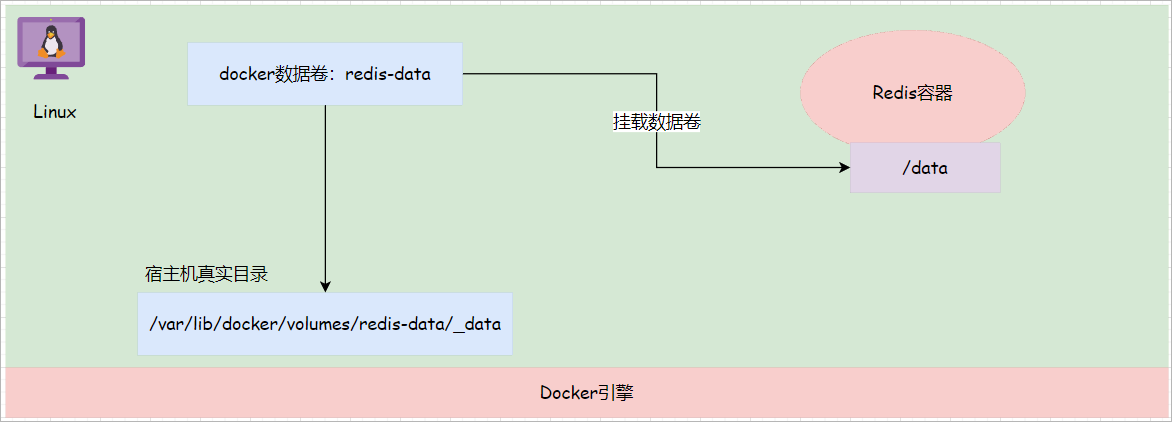 docker数据卷：redis-data
Redis容器
Linux
挂载数据卷
/data
宿主机真实目录
/var/lib/docker/volumes/redis-data/_data
Docker引擎